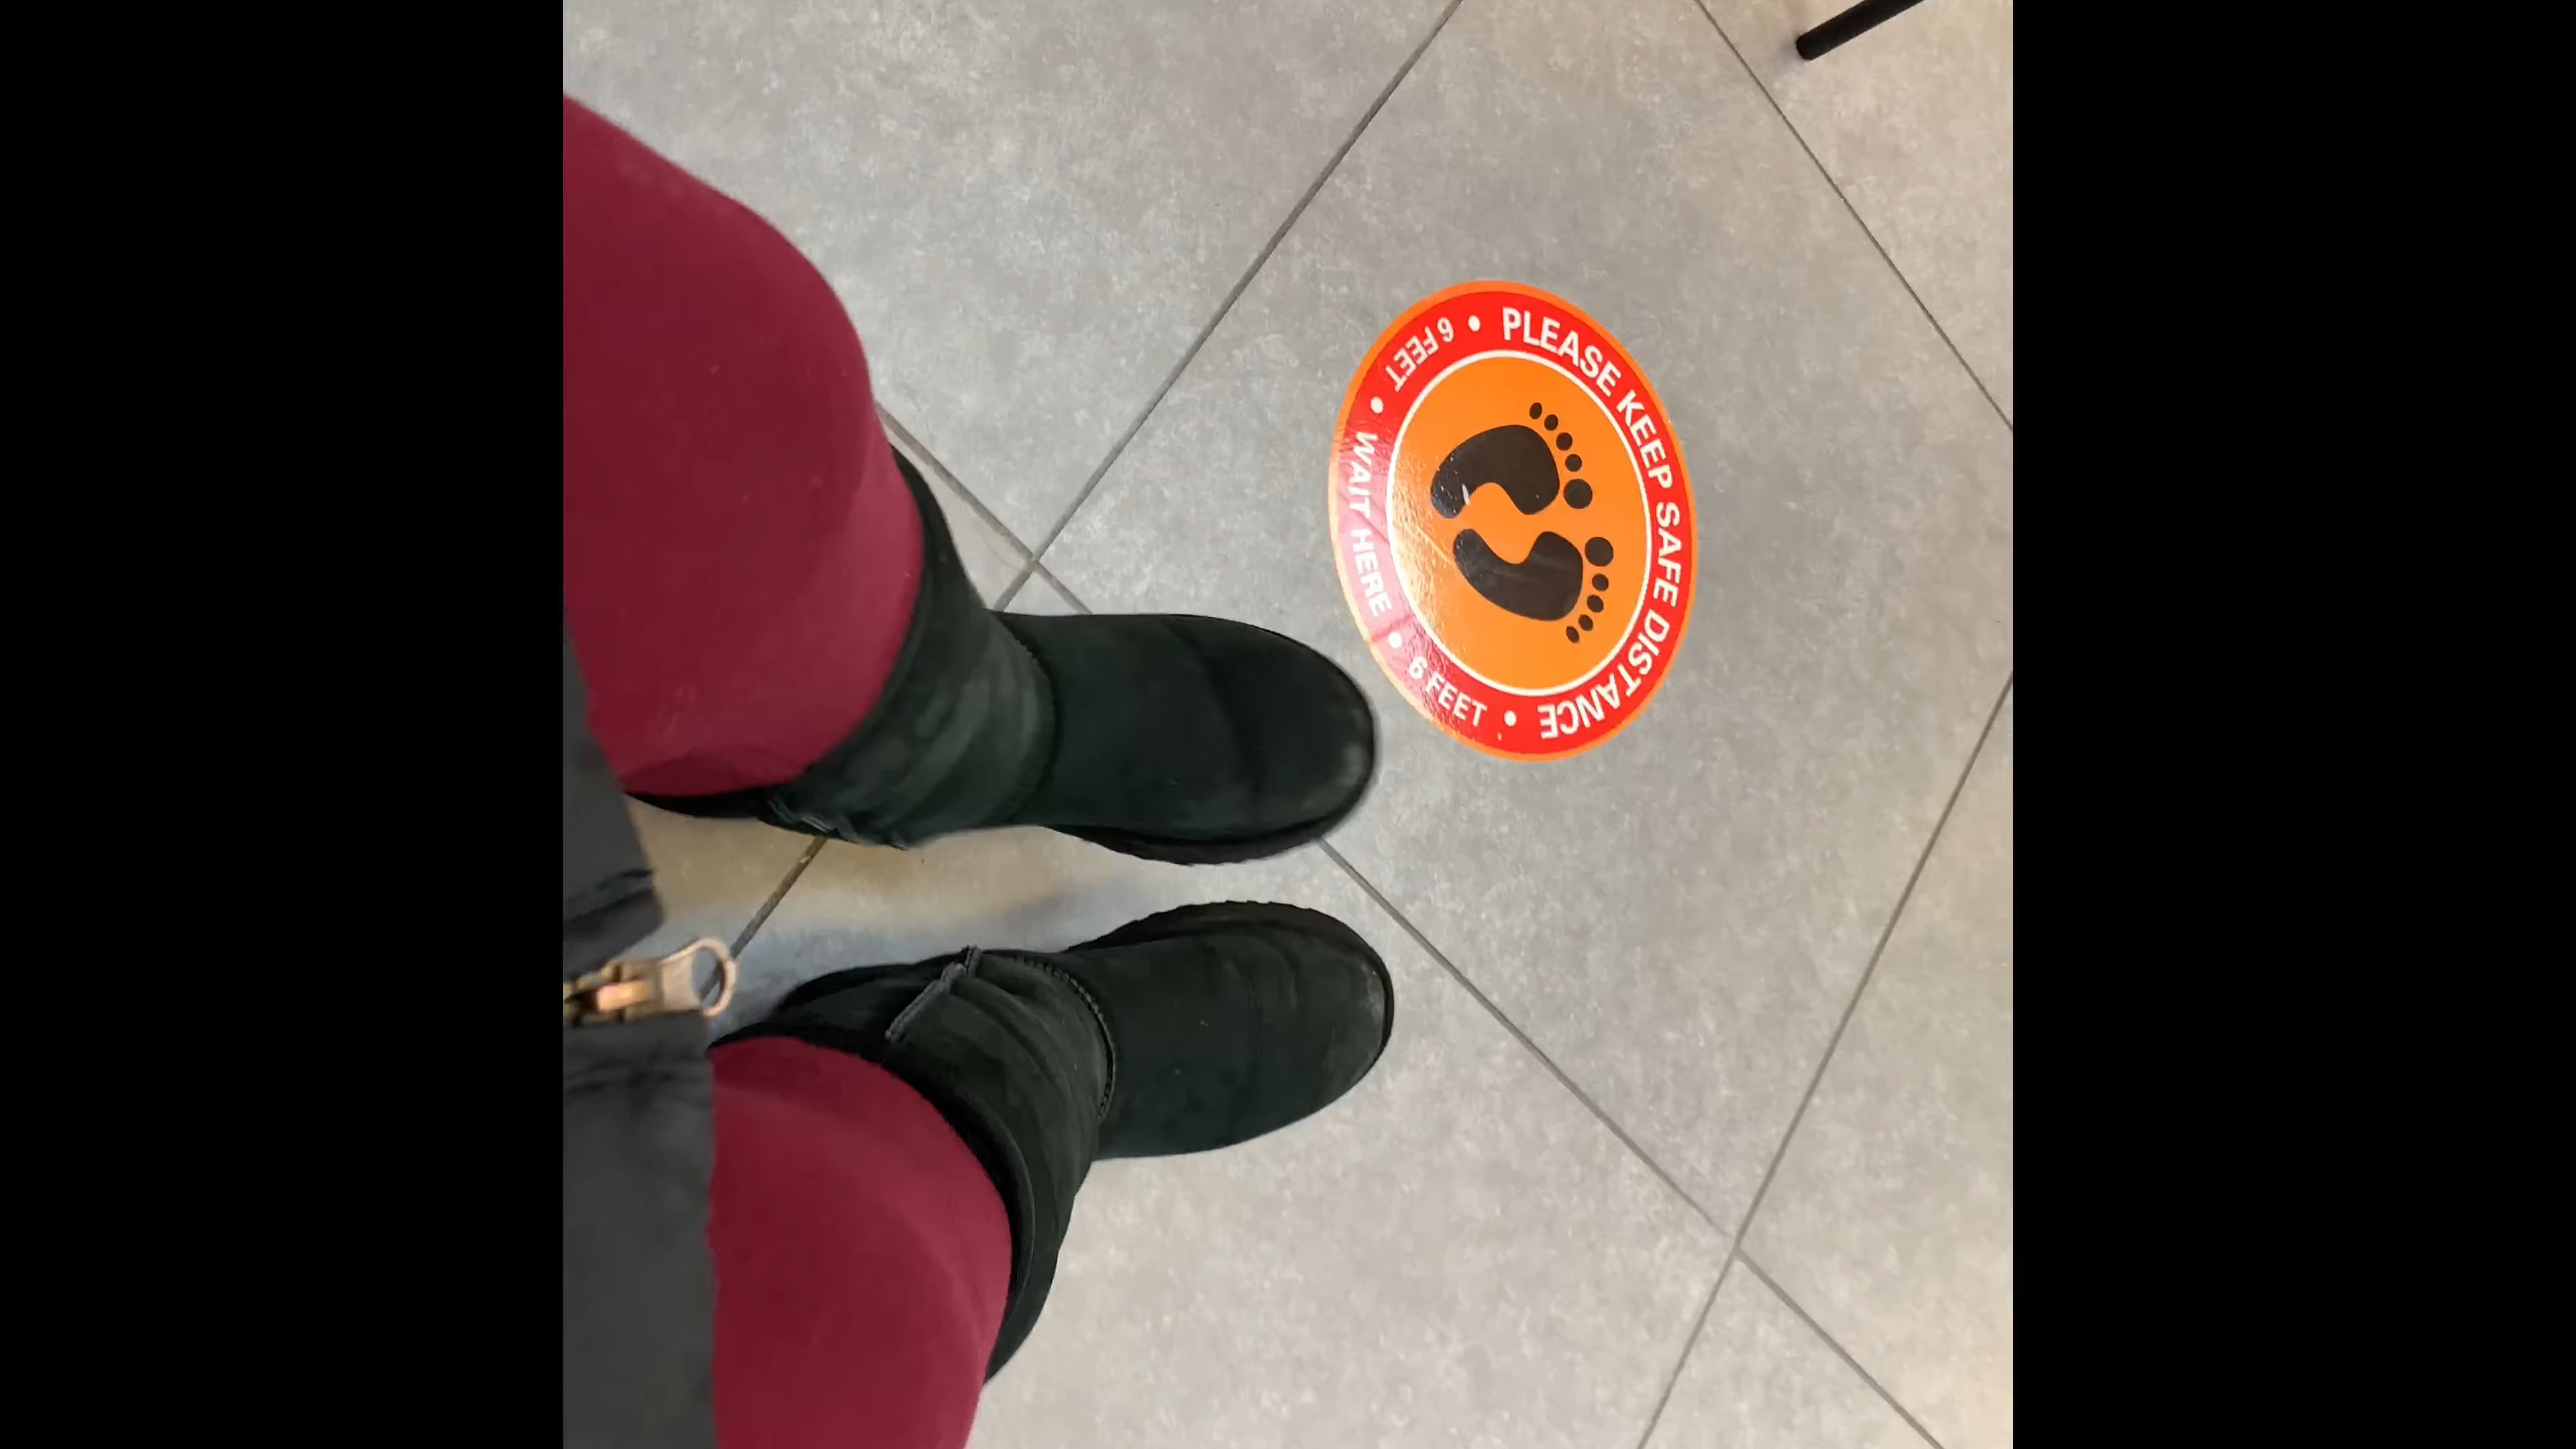 PLEASE KEEP SAFE DISTANCE
• 6 FEET • WAIT HERE • 6 FEET •